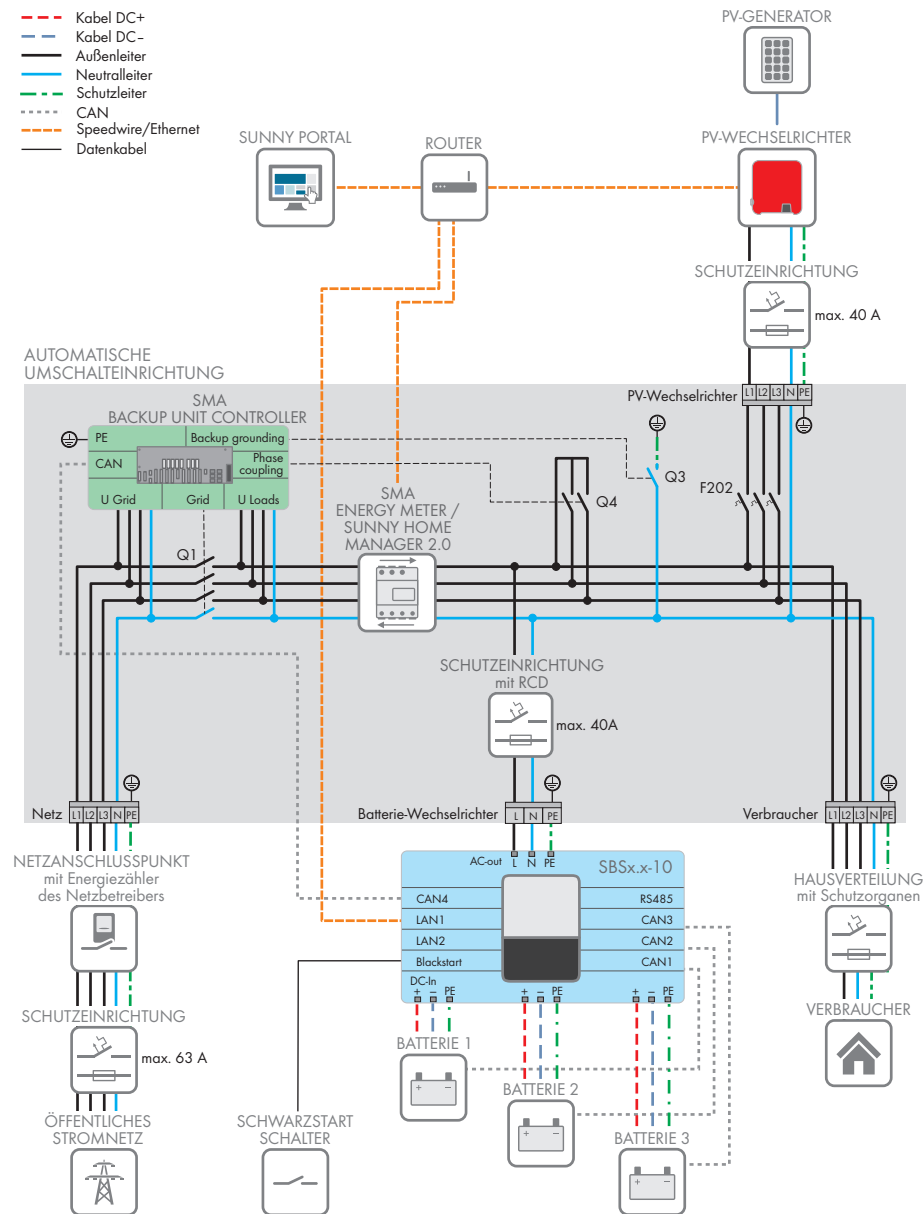 Kabel DC+
Kabel DC–
Außenleiter
Neutralleiter
Schutzleiter
CAN
Speedwire/Ethernet
Datenkabel
PV-GENERATOR
SUNNY PORTAL
ROUTER
PV-WECHSELRICHTER
SCHUTZEINRICHTUNG
max. 40 A
AUTOMATISCHE
UMSCHALTEINRICHTUNG
SMA
BACKUP UNIT CONTROLLER
PE
Backup grounding
CAN
Phase
coupling
U Grid
Grid
U Loads
PV-Wechselrichter
L1 L2 L3 N PE
Q3
Q4
F202
SMA
ENERGY METER /
SUNNY HOME
MANAGER 2.0
Q1
SCHUTZEINRICHTUNG
mit RCD
max. 40A
Netz
L1 L2 L3 N PE
Batterie-Wechselrichter
L N PE
Verbraucher
L1 L2 L3 N PE
NETZANSCHLUSSPUNKT
mit Energiezähler
des Netzbetreibers
AC-out
L N PE
SBSx.x-10
CAN4
RS485
LAN1
CAN3
LAN2
CAN2
Blackstart
CAN1
DC-In
+ – PE
+ – PE
+ – PE
HAUSVERTEILUNG
mit Schutzorganen
SCHUTZEINRICHTUNG
max. 63 A
VERBRAUCHER
BATTERIE 1
+ –
BATTERIE 2
+ –
BATTERIE 3
+ –
ÖFFENTLICHES
STROMNETZ
SCHWARZSTART
SCHALTER